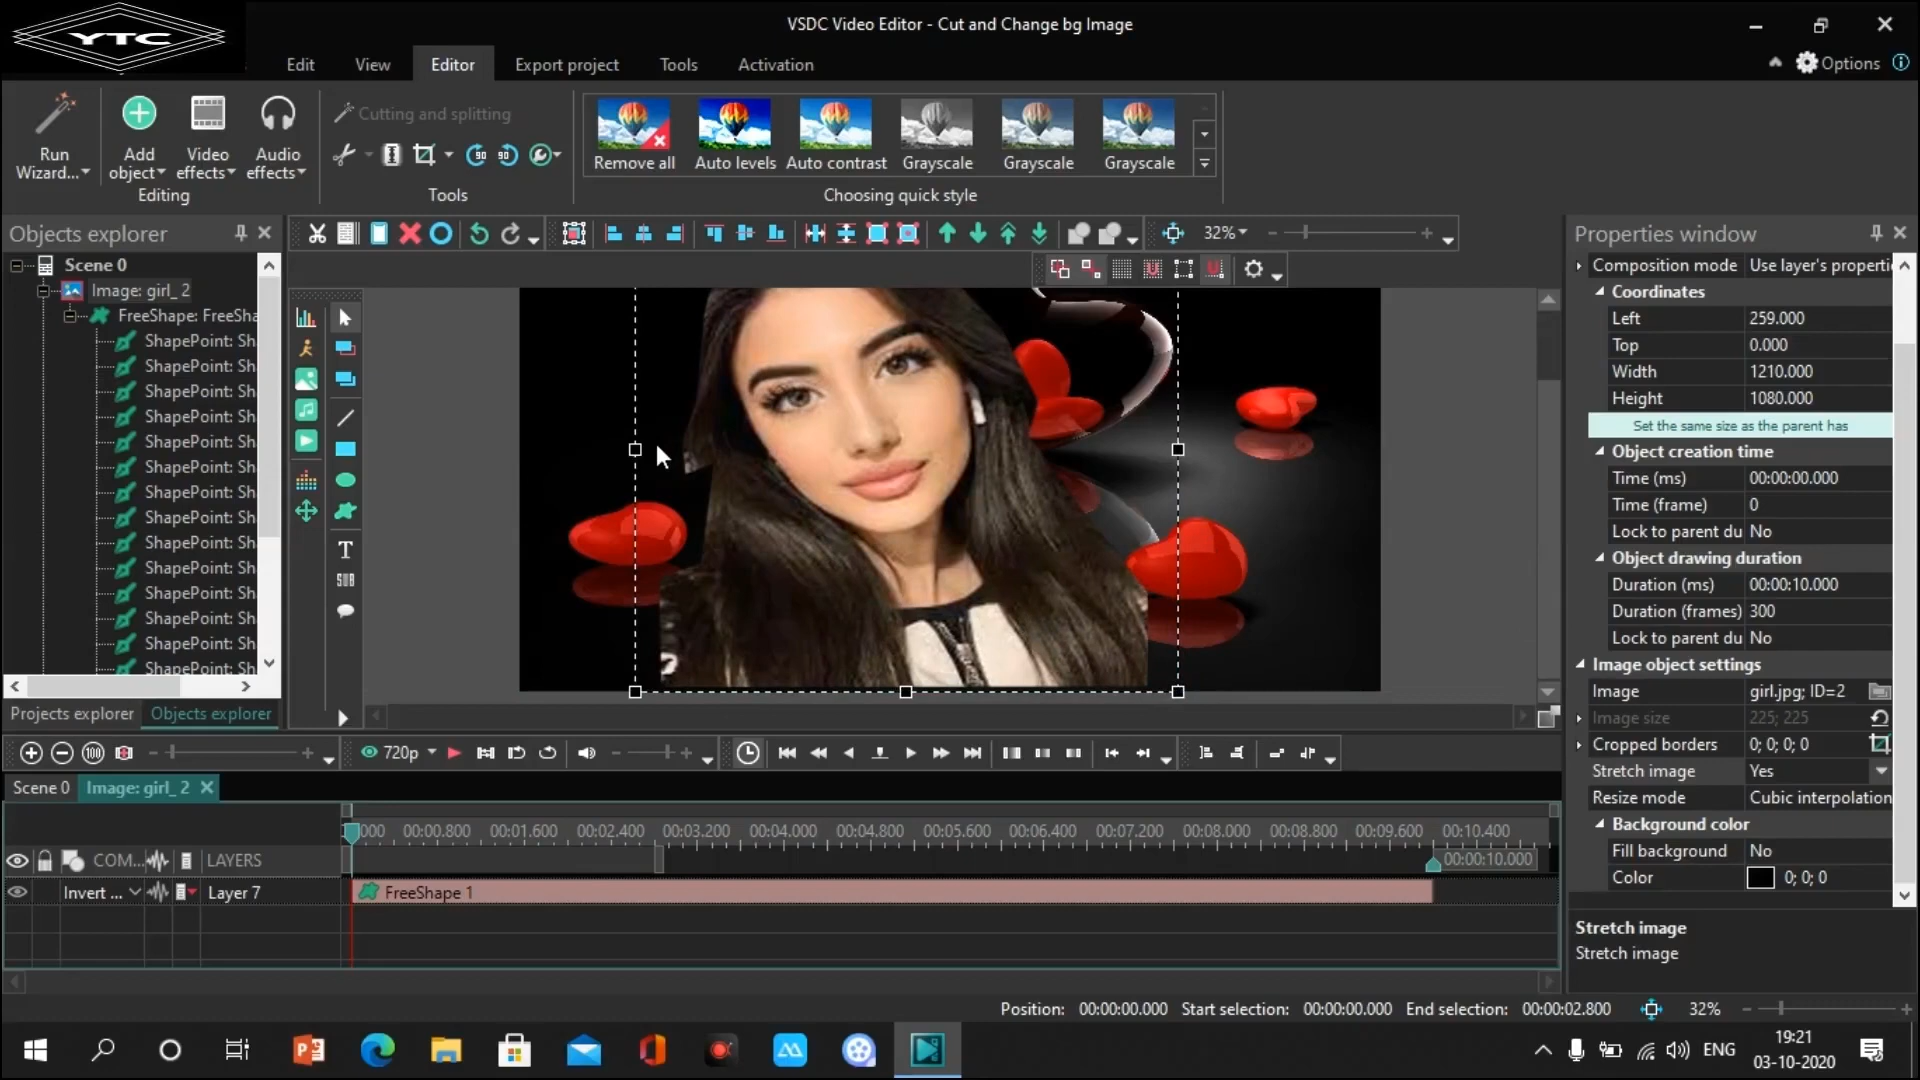 YTC
VSDC Video Editor - Cut and Change bg Image
Edit
View
Editor
Export project
Tools
Activation
Options
Run Wizard...
Add object
Video effects
Audio effects
Editing
Cutting and splitting
Tools
Remove all
Auto levels
Auto contrast
Grayscale
Grayscale
Grayscale
Choosing quick style
Objects explorer
32%
Properties window
Scene 0
Image: girl_ 2
FreeShape: FreeSha
ShapePoint: Sh
ShapePoint: Sh
ShapePoint: Sh
ShapePoint: Sh
ShapePoint: Sh
ShapePoint: Sh
ShapePoint: Sh
ShapePoint: Sh
ShapePoint: Sh
ShapePoint: Sh
ShapePoint: Sh
ShapePoint: Sh
ShapePoint: Sh
ShapePoint: Sh
Projects explorer
Objects explorer
T
SUB
Composition mode Use layer's properti
Coordinates
Left 259.000
Top 0.000
Width 1210.000
Height 1080.000
Set the same size as the parent has
Object creation time
Time (ms) 00:00:00.000
Time (frame) 0
Lock to parent du No
Object drawing duration
Duration (ms) 00:00:10.000
Duration (frames) 300
Lock to parent du No
Image object settings
Image girl.jpg; ID=2
Image size 225; 225
Cropped borders 0; 0; 0; 0
Stretch image Yes
Resize mode Cubic interpolation
Background color
Fill background No
Color 0; 0; 0
Stretch image
Stretch image
720p
Scene 0
Image: girl_ 2
000 00:00.800 00:01.600 00:02.400 00:03.200 00:04.000 00:04.800 00:05.600 00:06.400 00:07.200 00:08.000 00:08.800 00:09.600 00:10.400
COM...
LAYERS
00:00:10.000
Invert ...
Layer 7
FreeShape 1
Position: 00:00:00.000 Start selection: 00:00:00.000 End selection: 00:00:02.800
32%
ENG
19:21
03-10-2020